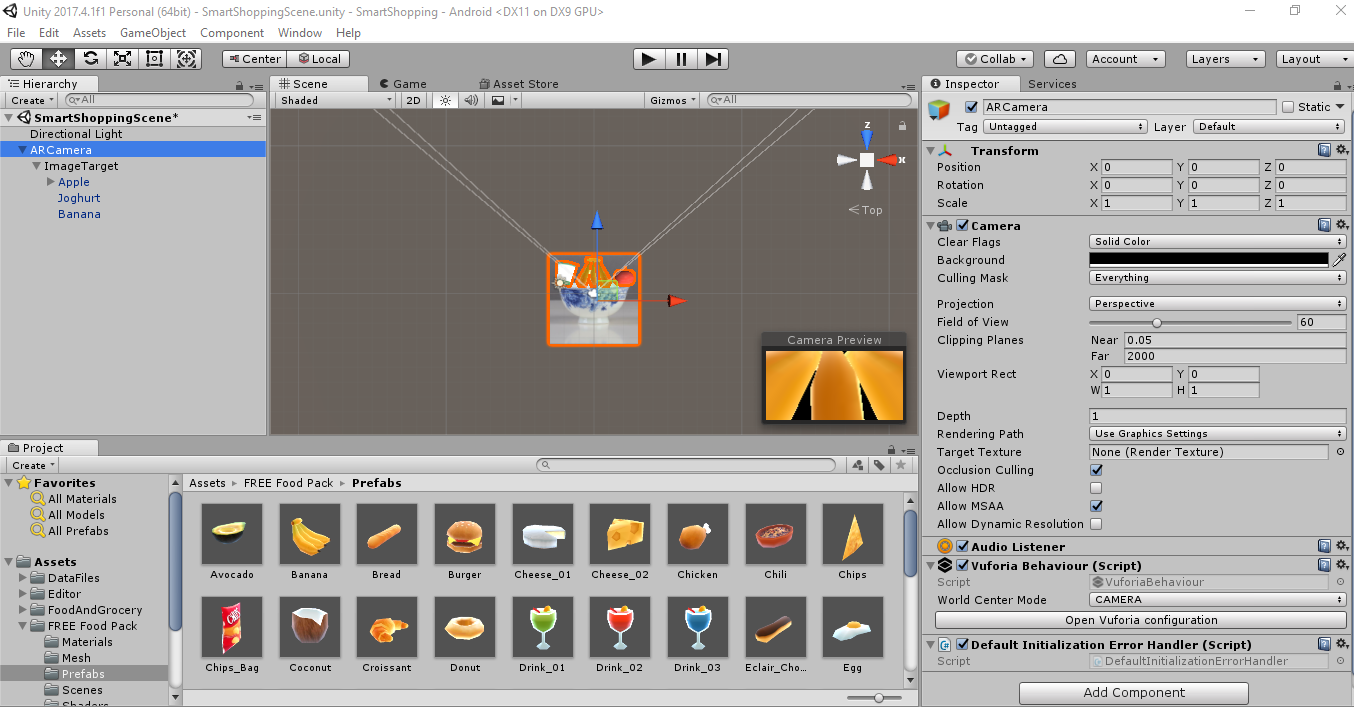 Unity 2017.4.1f1 Personal (64bit) - SmartShoppingScene.unity - SmartShopping - Android <DX11 on DX9 GPU>
File Edit Assets GameObject Component Window Help
Center Local Collab Account Layers Layout
Hierarchy
Create All
SmartShoppingScene*
Directional Light
ARCamera
ImageTarget
Apple
Joghurt
Banana
Scene Game Asset Store
Shaded 2D Gizmos All
z
x
Top
Camera Preview
Project
Create
Favorites
All Materials
All Models
All Prefabs
Assets
DataFiles
Editor
FoodAndGrocery
FREE Food Pack
Materials
Mesh
Prefabs
Scenes
Shaders
Assets FREE Food Pack Prefabs
Avocado Banana Bread Burger Cheese_01 Cheese_02 Chicken Chili Chips
CHIPS
Chips_Bag Coconut Croissant Donut Drink_01 Drink_02 Drink_03 Eclair_Cho... Egg
Inspector Services
ARCamera Static
Tag Untagged Layer Default
Transform
Position X 0 Y 0 Z 0
Rotation X 0 Y 0 Z 0
Scale X 1 Y 1 Z 1
Camera
Clear Flags Solid Color
Background
Culling Mask Everything
Projection Perspective
Field of View 60
Clipping Planes Near 0.05
Far 2000
Viewport Rect X 0 Y 0
W 1 H 1
Depth 1
Rendering Path Use Graphics Settings
Target Texture None (Render Texture)
Occlusion Culling
Allow HDR
Allow MSAA
Allow Dynamic Resolution
Audio Listener
Vuforia Behaviour (Script)
Script VuforiaBehaviour
World Center Mode CAMERA
Open Vuforia configuration
Default Initialization Error Handler (Script)
Script DefaultInitializationErrorHandler
Add Component